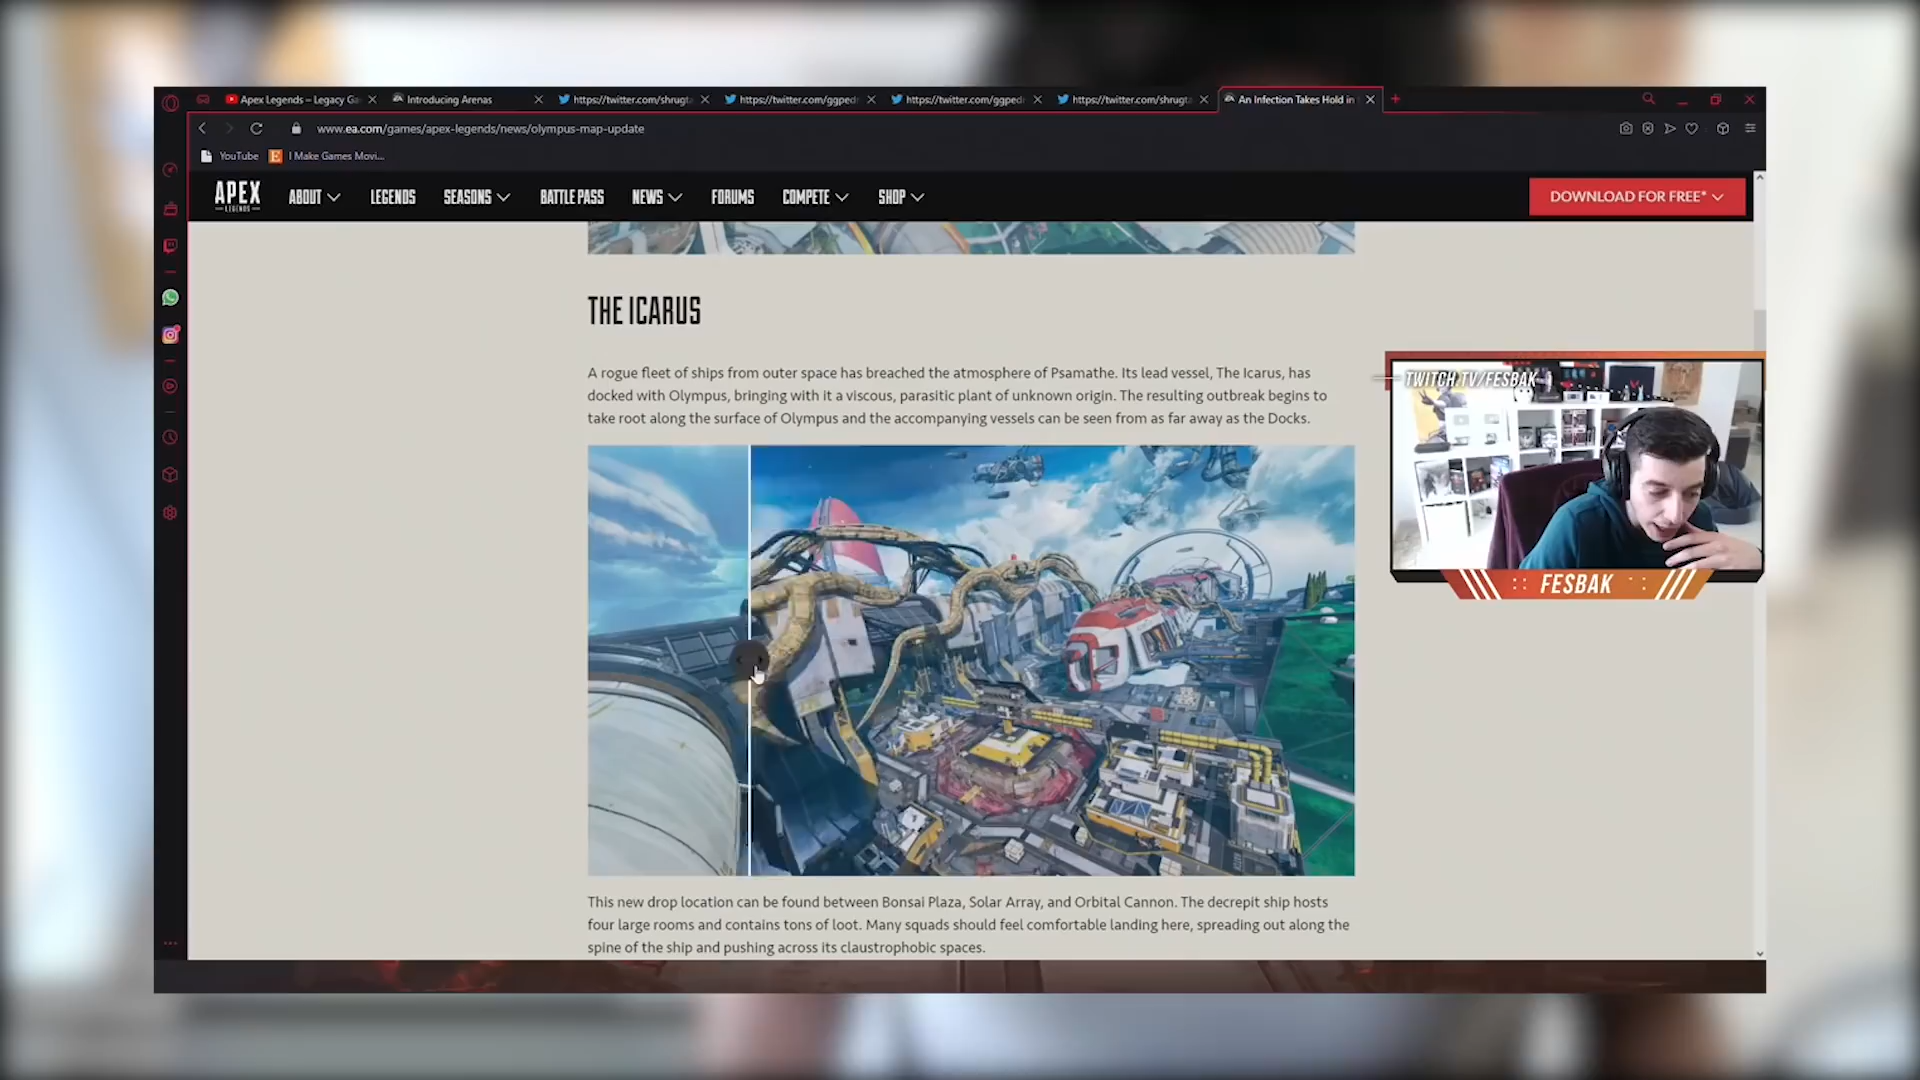 Apex Legends – Legacy Ga
Introducing Arenas
https://twitter.com/shrugta
https://twitter.com/ggpedr
https://twitter.com/ggpedr
https://twitter.com/shrugta
An Infection Takes Hold in
www.ea.com/games/apex-legends/news/olympus-map-update
YouTube
I Make Games Movi...
APEX
LEGENDS
ABOUT
LEGENDS
SEASONS
BATTLE PASS
NEWS
FORUMS
COMPETE
SHOP
DOWNLOAD FOR FREE*
THE ICARUS
A rogue fleet of ships from outer space has breached the atmosphere of Psamathe. Its lead vessel, The Icarus, has
docked with Olympus, bringing with it a viscous, parasitic plant of unknown origin. The resulting outbreak begins to
take root along the surface of Olympus and the accompanying vessels can be seen from as far away as the Docks.
TWITCH.TV/FESBAK
FESBAK
This new drop location can be found between Bonsai Plaza, Solar Array, and Orbital Cannon. The decrepit ship hosts
four large rooms and contains tons of loot. Many squads should feel comfortable landing here, spreading out along the
spine of the ship and pushing across its claustrophobic spaces.